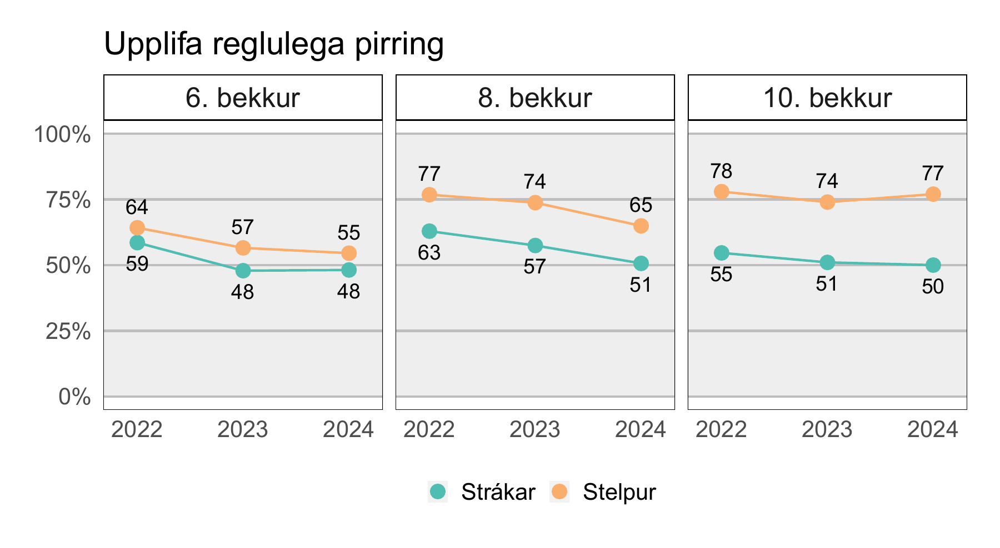 Upplifa reglulega pirring
6. bekkur
8. bekkur
10. bekkur
100%
75%
50%
25%
0%
64
57
55
59
48
48
77
74
65
63
57
51
78
74
77
55
51
50
2022 2023 2024
2022 2023 2024
2022 2023 2024
Strákar
Stelpur